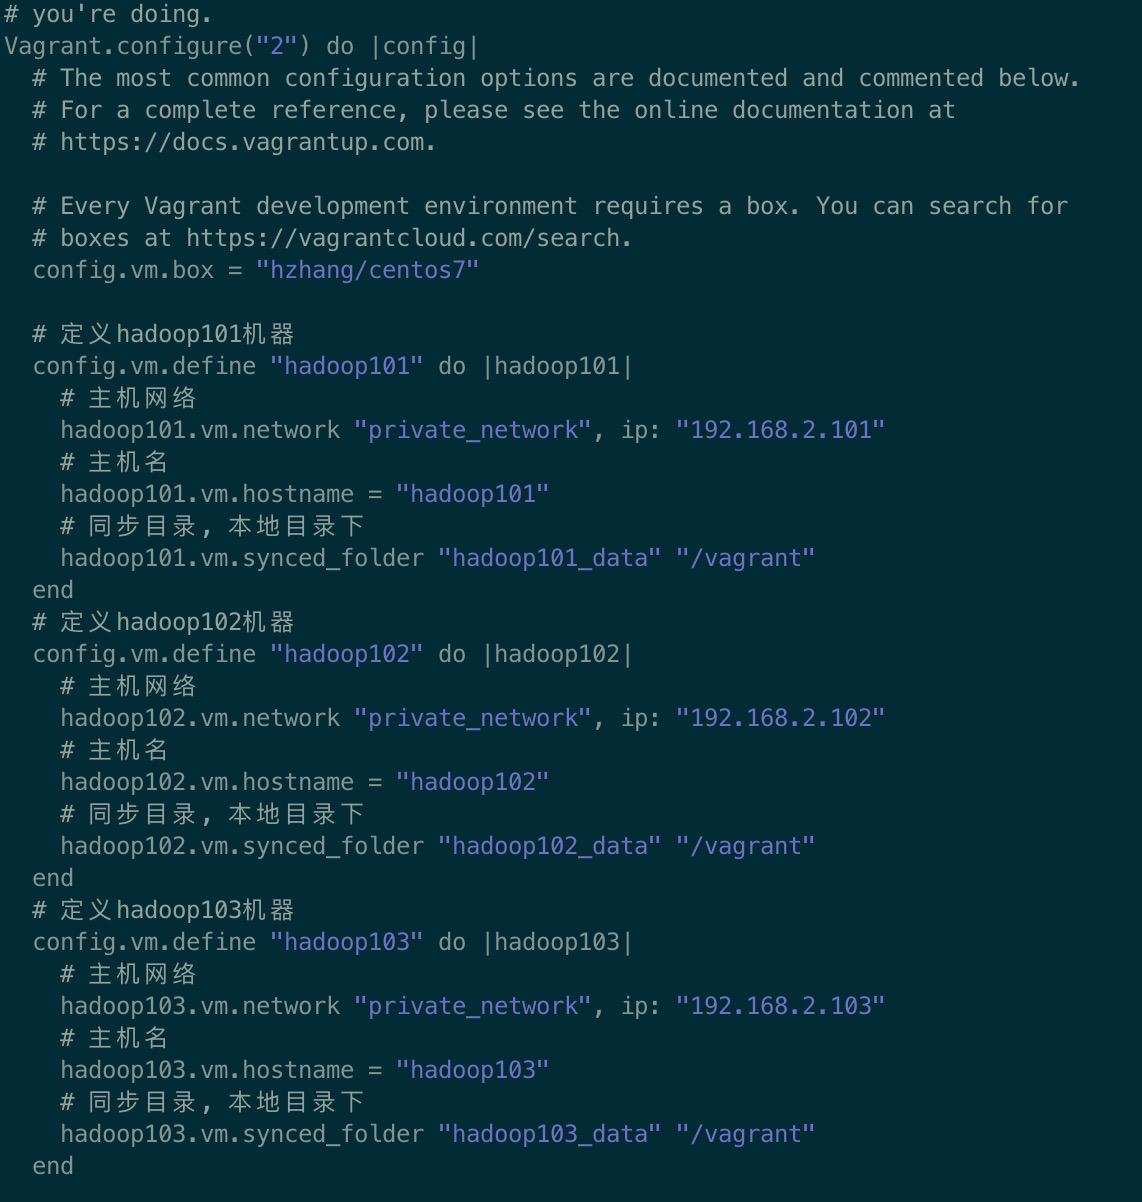 # you're doing.
Vagrant.configure("2") do |config|
  # The most common configuration options are documented and commented below.
  # For a complete reference, please see the online documentation at
  # https://docs.vagrantup.com.

  # Every Vagrant development environment requires a box. You can search for
  # boxes at https://vagrantcloud.com/search.
  config.vm.box = "hzhang/centos7"

  # 定义hadoop101机器
  config.vm.define "hadoop101" do |hadoop101|
    # 主机网络
    hadoop101.vm.network "private_network", ip: "192.168.2.101"
    # 主机名
    hadoop101.vm.hostname = "hadoop101"
    # 同步目录, 本地目录下
    hadoop101.vm.synced_folder "hadoop101_data" "/vagrant"
  end
  # 定义hadoop102机器
  config.vm.define "hadoop102" do |hadoop102|
    # 主机网络
    hadoop102.vm.network "private_network", ip: "192.168.2.102"
    # 主机名
    hadoop102.vm.hostname = "hadoop102"
    # 同步目录, 本地目录下
    hadoop102.vm.synced_folder "hadoop102_data" "/vagrant"
  end
  # 定义hadoop103机器
  config.vm.define "hadoop103" do |hadoop103|
    # 主机网络
    hadoop103.vm.network "private_network", ip: "192.168.2.103"
    # 主机名
    hadoop103.vm.hostname = "hadoop103"
    # 同步目录, 本地目录下
    hadoop103.vm.synced_folder "hadoop103_data" "/vagrant"
  end